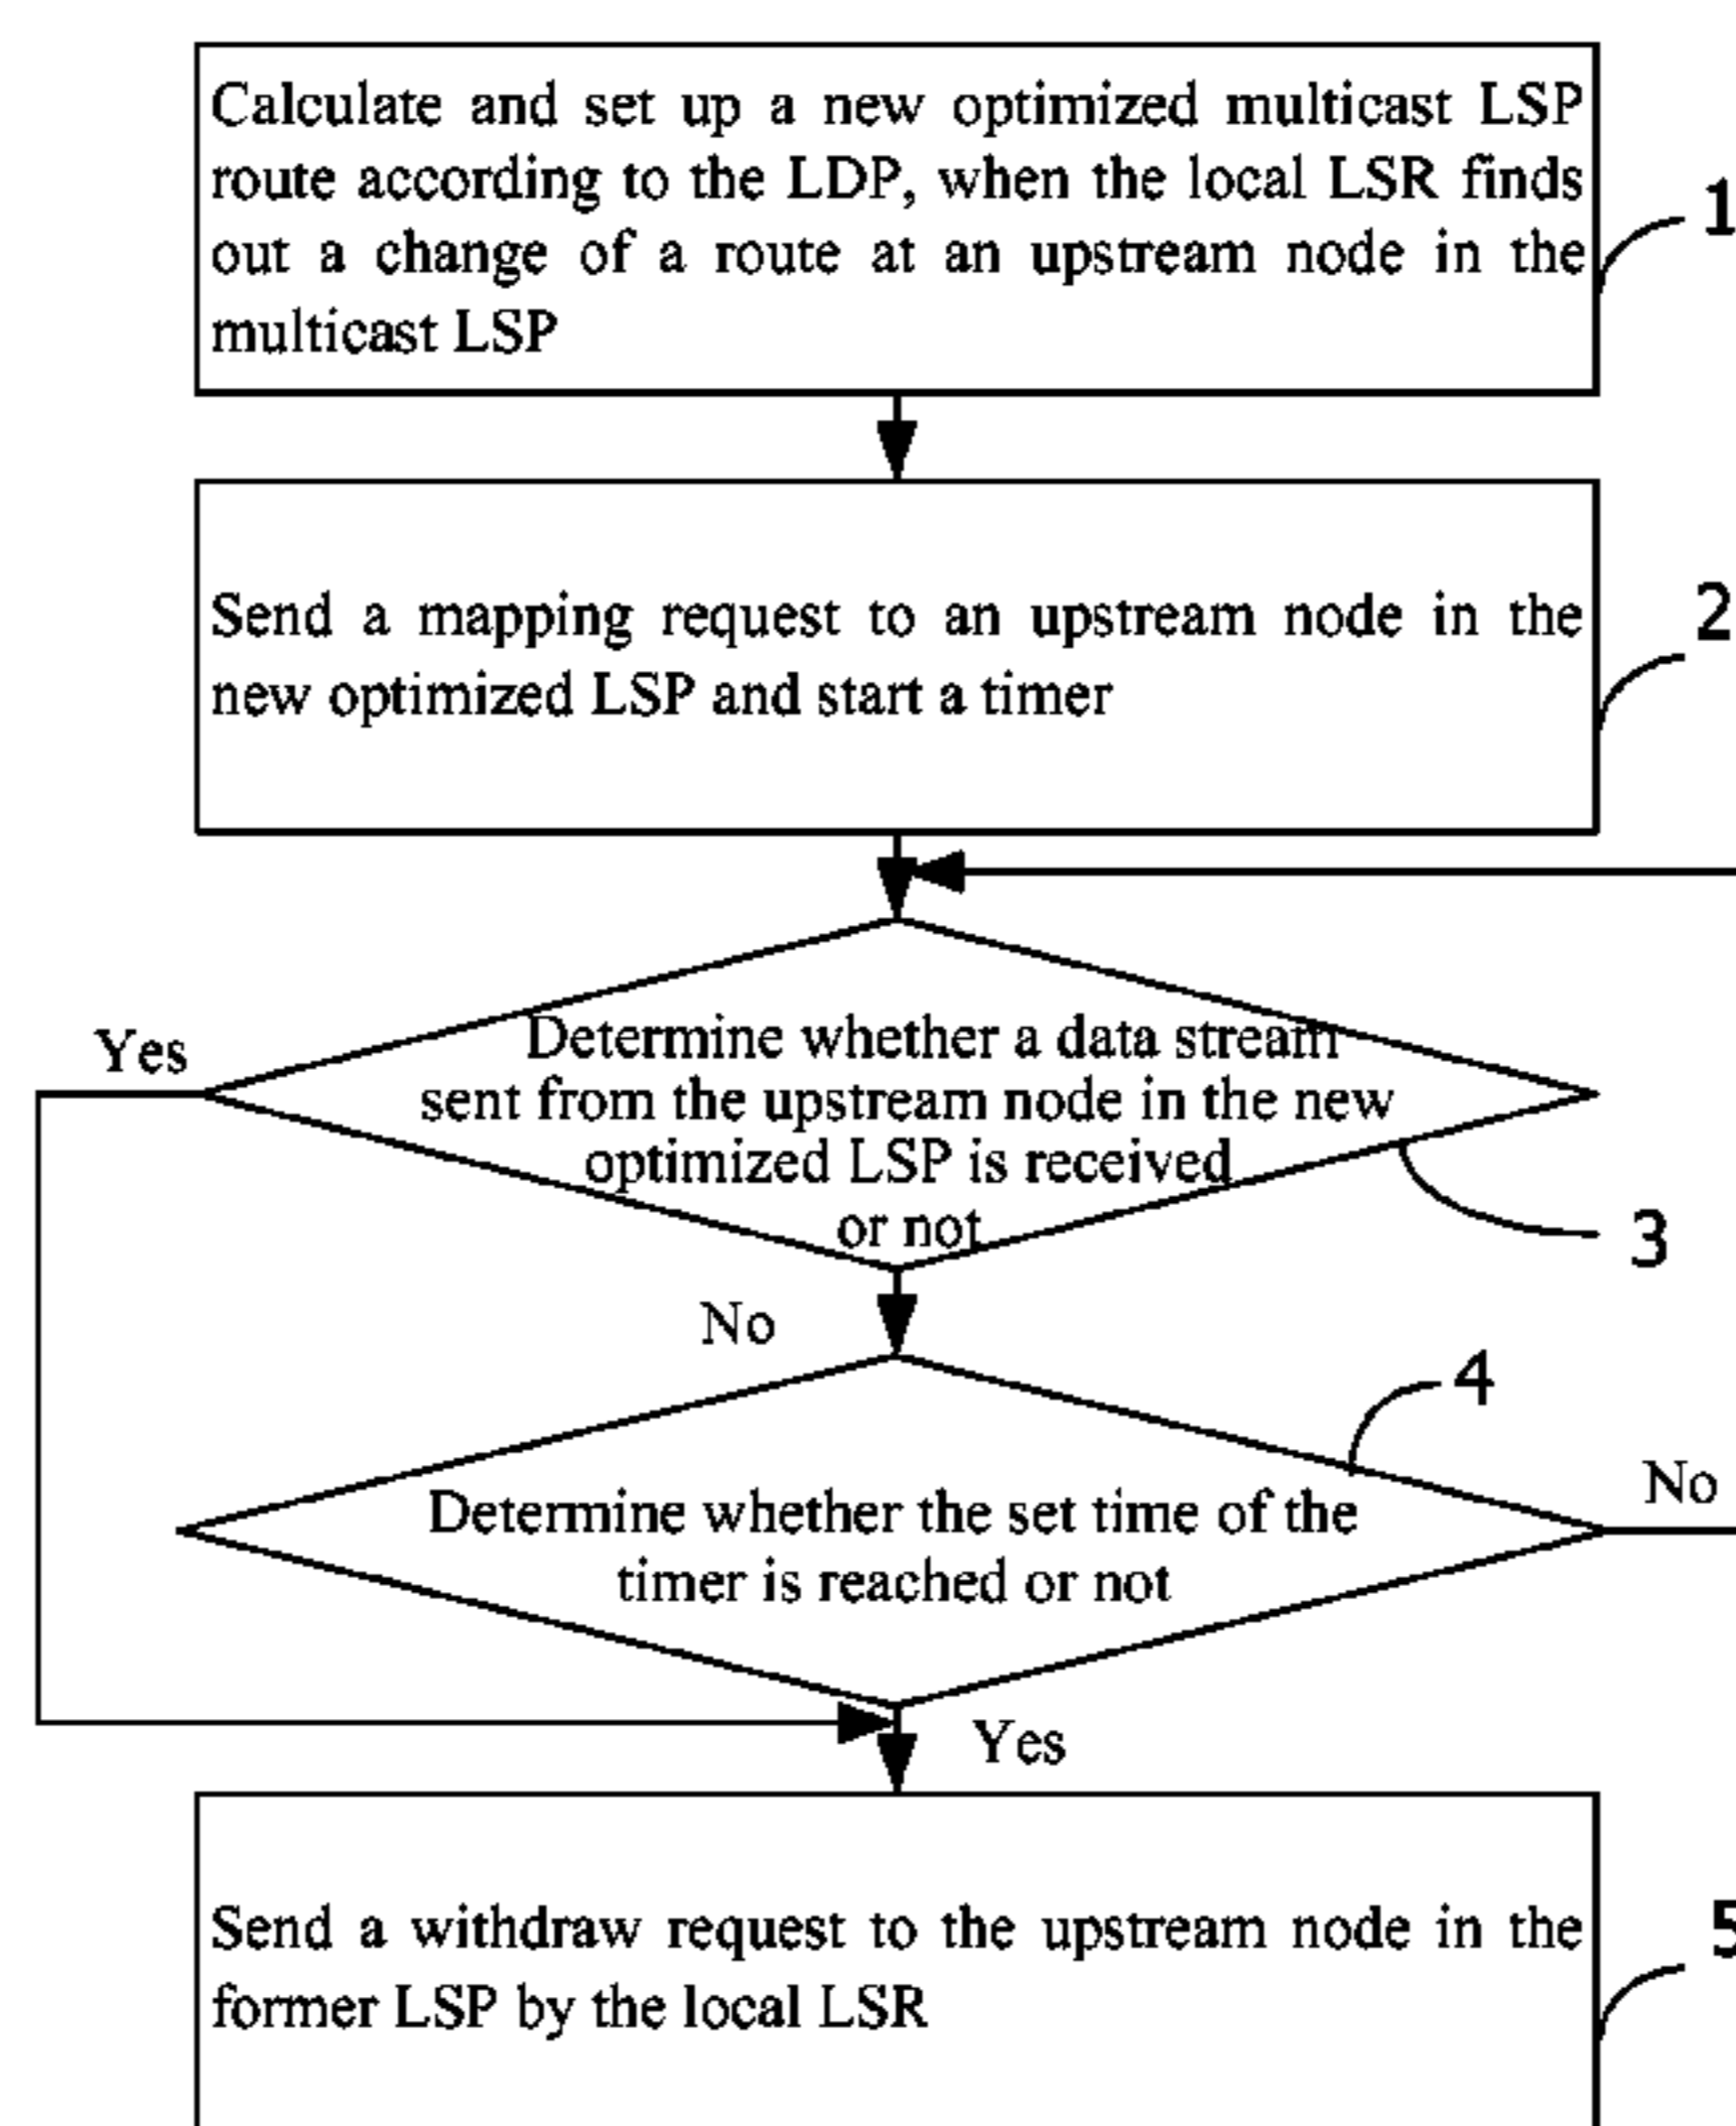 Calculate and set up a new optimized multicast LSP
route according to the LDP, when the local LSR finds
out a change of a route at an upstream node in the
multicast LSP
1
Send a mapping request to an upstream node in the
new optimized LSP and start a timer
2
Determine whether a data stream
sent from the upstream node in the new
optimized LSP is received
or not
Yes
3
No
4
Determine whether the set time of the
timer is reached or not
No
Yes
Send a withdraw request to the upstream node in the
former LSP by the local LSR
5